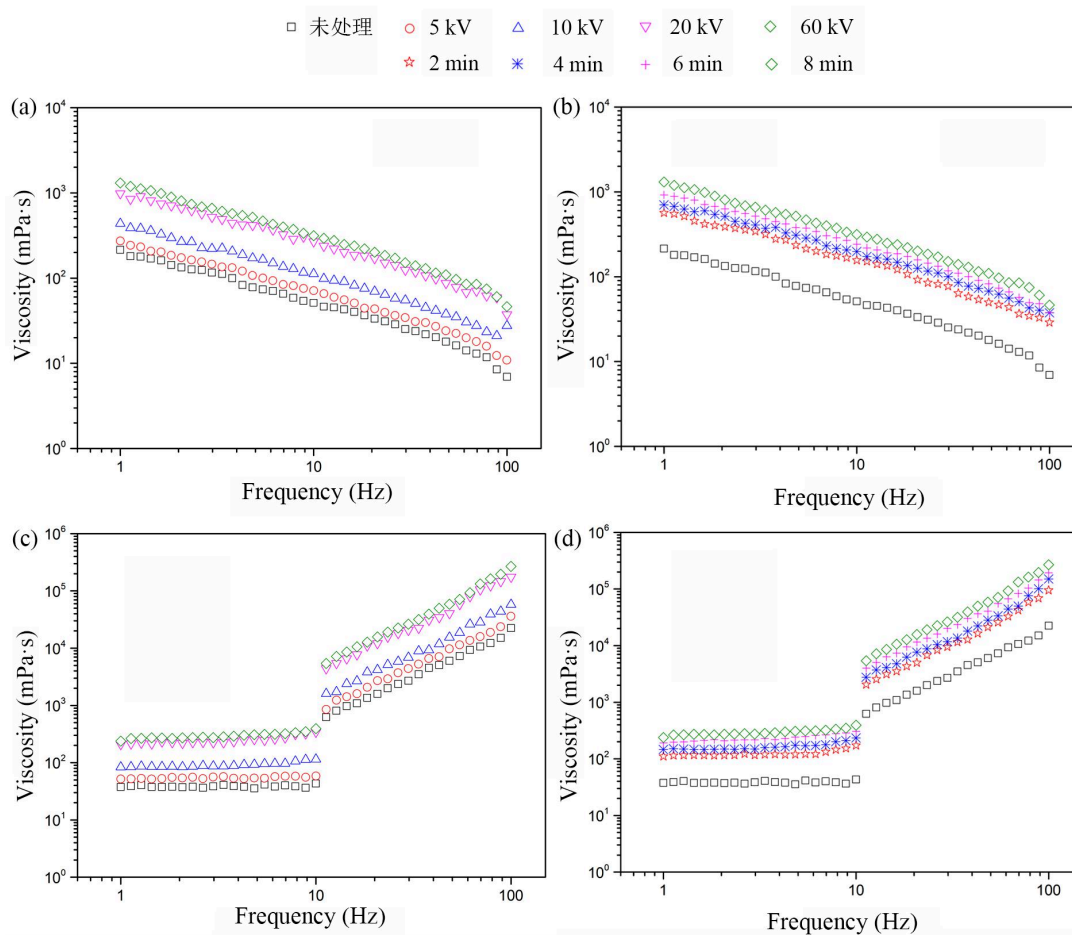 未处理 5 kV 10 kV 20 kV 60 kV
2 min 4 min 6 min 8 min
(a)
10⁴
10³
10²
10¹
10⁰
Viscosity (mPa·s)
1 10 100
Frequency (Hz)
(b)
10⁴
10³
10²
10¹
10⁰
Viscosity (mPa·s)
1 10 100
Frequency (Hz)
(c)
10⁶
10⁵
10⁴
10³
10²
10¹
10⁰
Viscosity (mPa·s)
1 10 100
Frequency (Hz)
(d)
10⁶
10⁵
10⁴
10³
10²
10¹
10⁰
Viscosity (mPa·s)
1 10 100
Frequency (Hz)